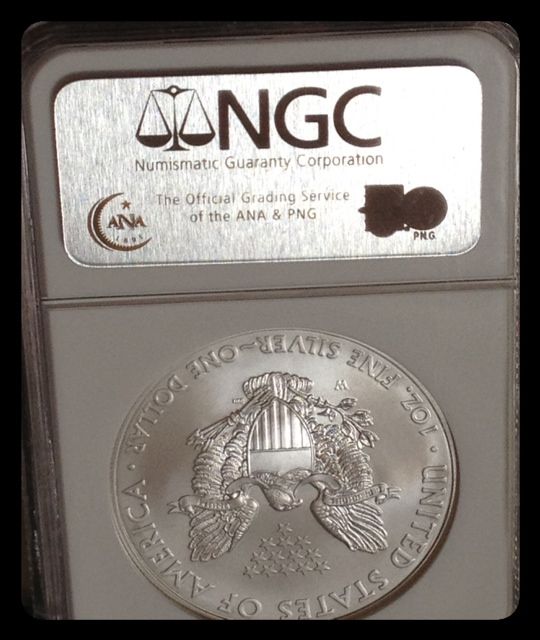 NGC
Numismatic Guaranty Corporation
The Official Grading Service
of the ANA & PNG
ANA
1891
P.N.G.
UNITED STATES OF AMERICA
1 OZ. FINE SILVER~ONE DOLLAR
W